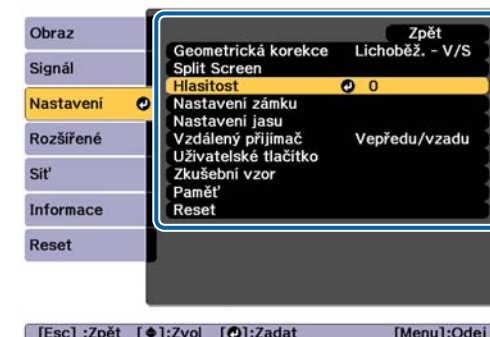 Obraz
Signál
Nastavení
Rozšířené
Síť
Informace
Reset
Zpět
Geometrická korekce Lichoběž. - V/S
Split Screen
Hlasitost 0
Nastavení zámku
Nastavení jasu
Vzdálený přijímač Vepředu/vzadu
Uživatelské tlačítko
Zkušební vzor
Paměť
Reset
[Esc] :Zpět [ ]:Zvol [ ]:Zadat [Menu]:Odej